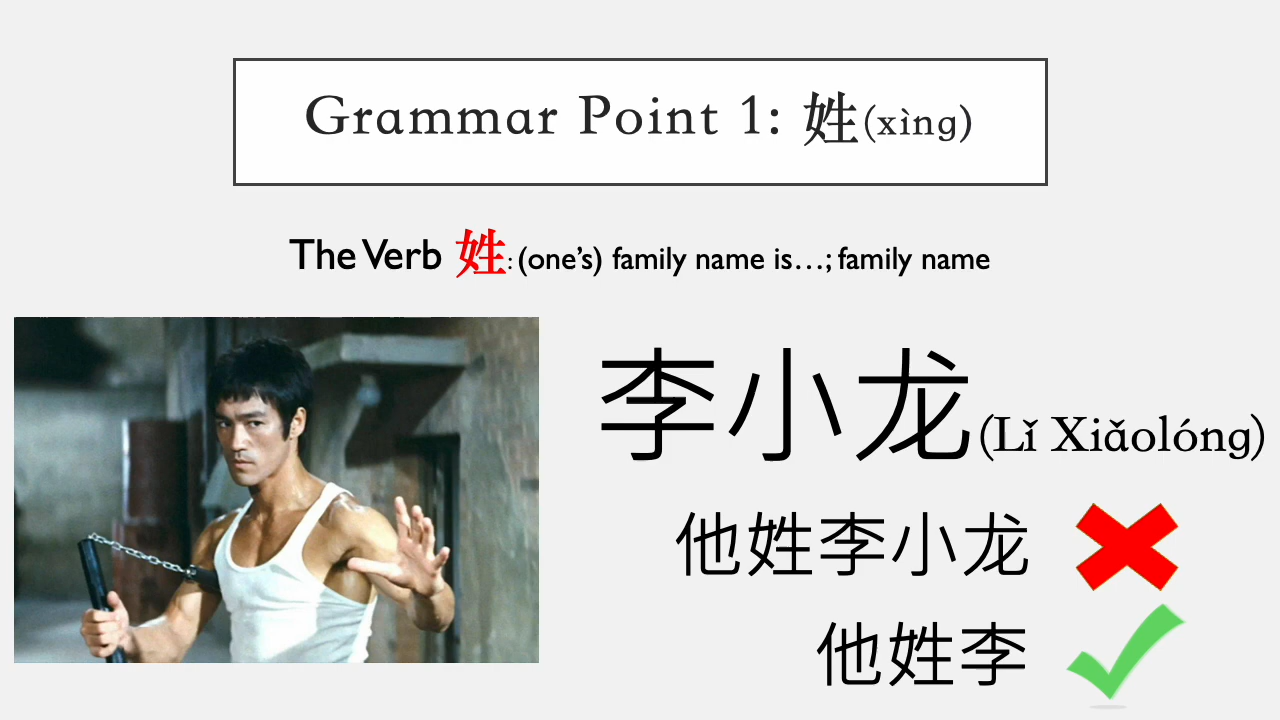 Grammar Point 1: 姓(xìng)
The Verb 姓: (one’s) family name is…; family name
李小龙(Lǐ Xiǎolóng)
他姓李小龙
他姓李